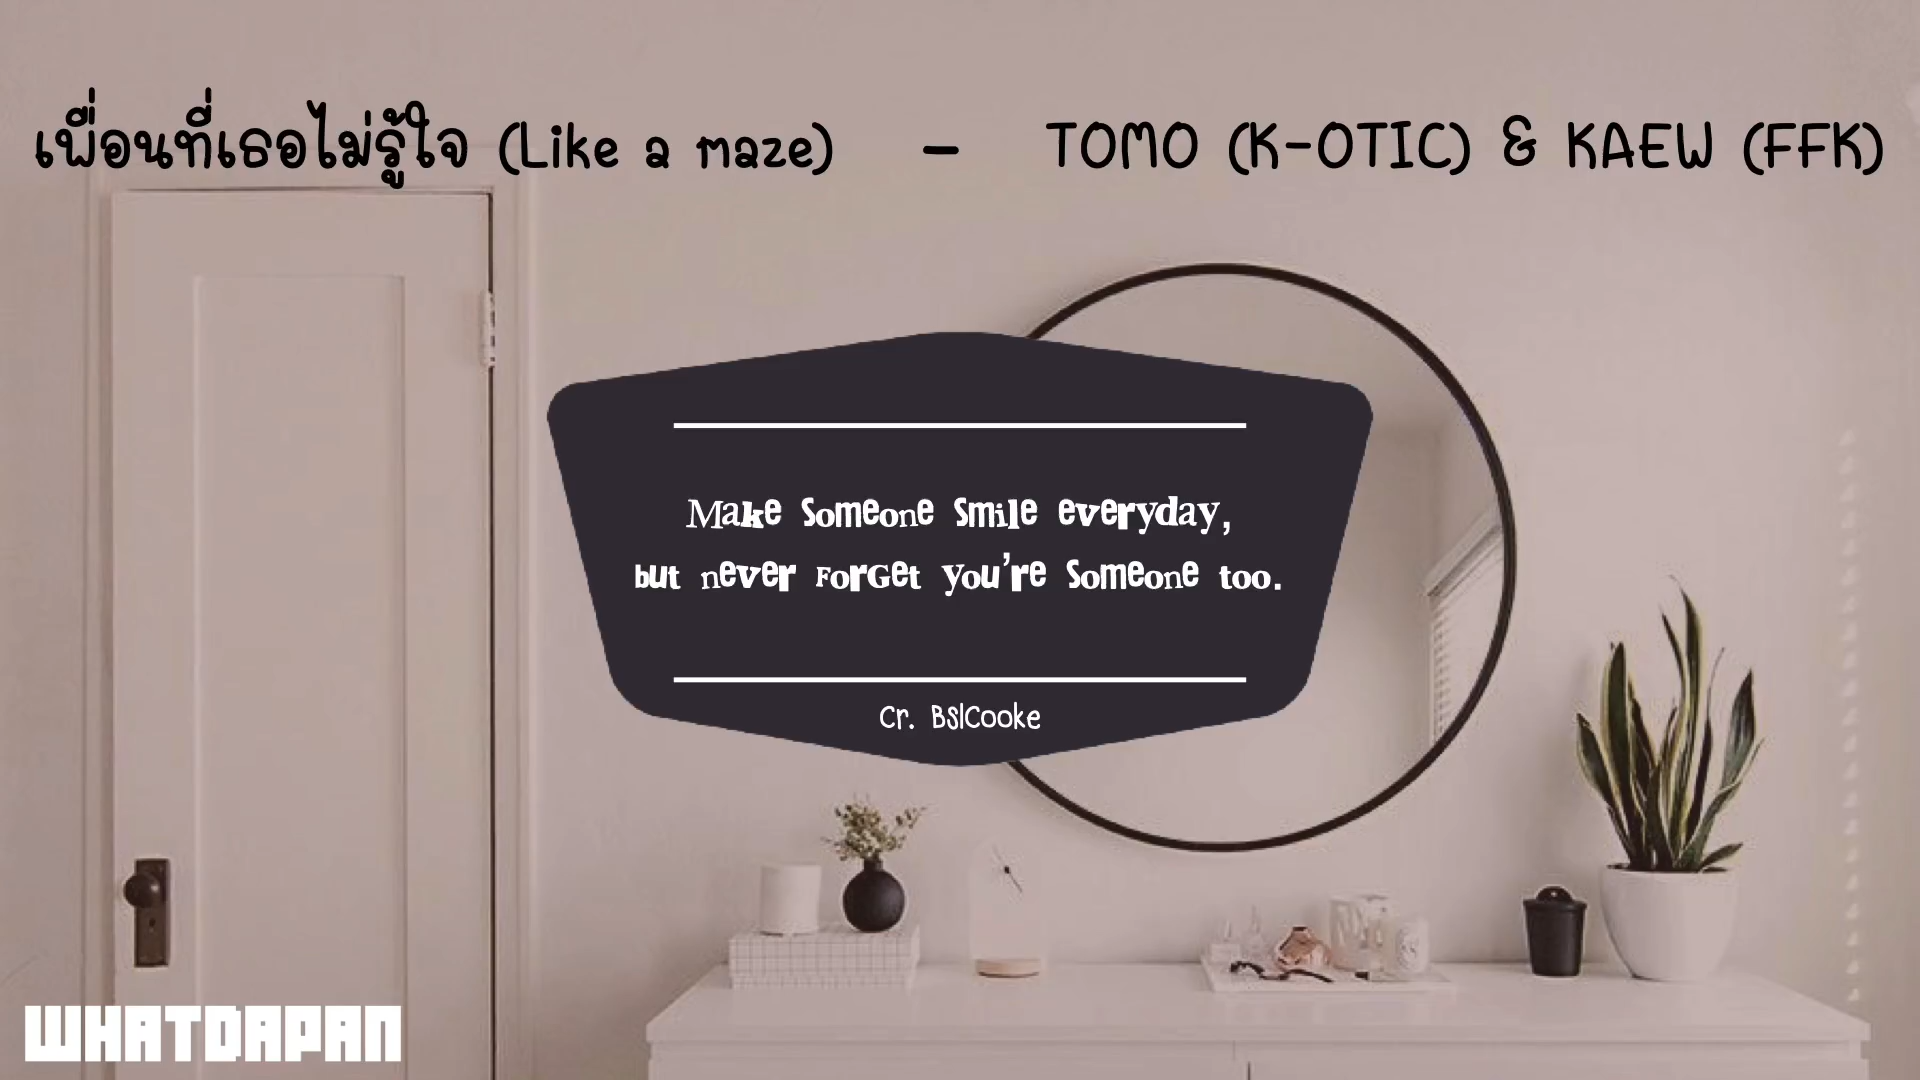 เพื่อนที่เธอไม่รู้ใจ (Like a maze) - TOMO (K-OTIC) & KAEW (FFK)
Make Someone Smile everyday,
but never Forget you're Someone too.
Cr. BslCooke
WHATDAPAN